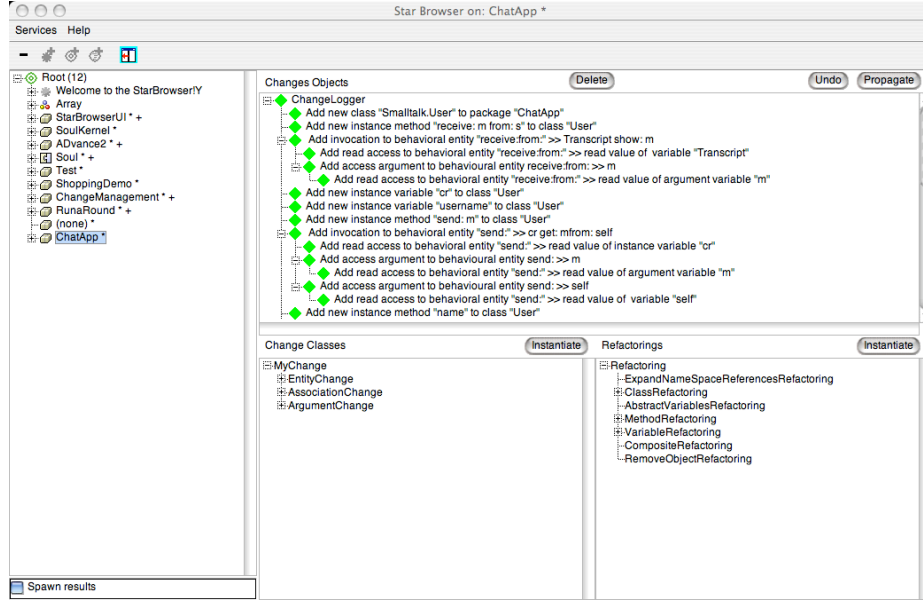 Star Browser on: ChatApp *
Services Help
Root (12)
Welcome to the StarBrowser!Y
Array
StarBrowserUI * +
SoulKernel *
ADvance2 * +
Soul * +
Test *
ShoppingDemo *
ChangeManagement * +
RunaRound * +
(none) *
ChatApp *
Spawn results
Changes Objects
Delete
Undo
Propagate
ChangeLogger
Add new class "Smalltalk.User" to package "ChatApp"
Add new instance method "receive: m from: s" to class "User"
Add invocation to behavioral entity "receive:from:" >> Transcript show: m
Add read access to behavioral entity "receive:from:" >> read value of variable "Transcript"
Add access argument to behavioural entity receive:from: >> m
Add read access to behavioral entity "receive:from:" >> read value of argument variable "m"
Add new instance variable "cr" to class "User"
Add new instance variable "username" to class "User"
Add new instance method "send: m" to class "User"
Add invocation to behavioral entity "send:" >> cr get: mfrom: self
Add read access to behavioral entity "send:" >> read value of instance variable "cr"
Add access argument to behavioural entity send: >> m
Add read access to behavioral entity "send:" >> read value of argument variable "m"
Add access argument to behavioural entity send: >> self
Add read access to behavioral entity "send:" >> read value of variable "self"
Add new instance method "name" to class "User"
Change Classes
Instantiate
MyChange
EntityChange
AssociationChange
ArgumentChange
Refactorings
Instantiate
Refactoring
ExpandNameSpaceReferencesRefactoring
ClassRefactoring
AbstractVariablesRefactoring
MethodRefactoring
VariableRefactoring
CompositeRefactoring
RemoveObjectRefactoring